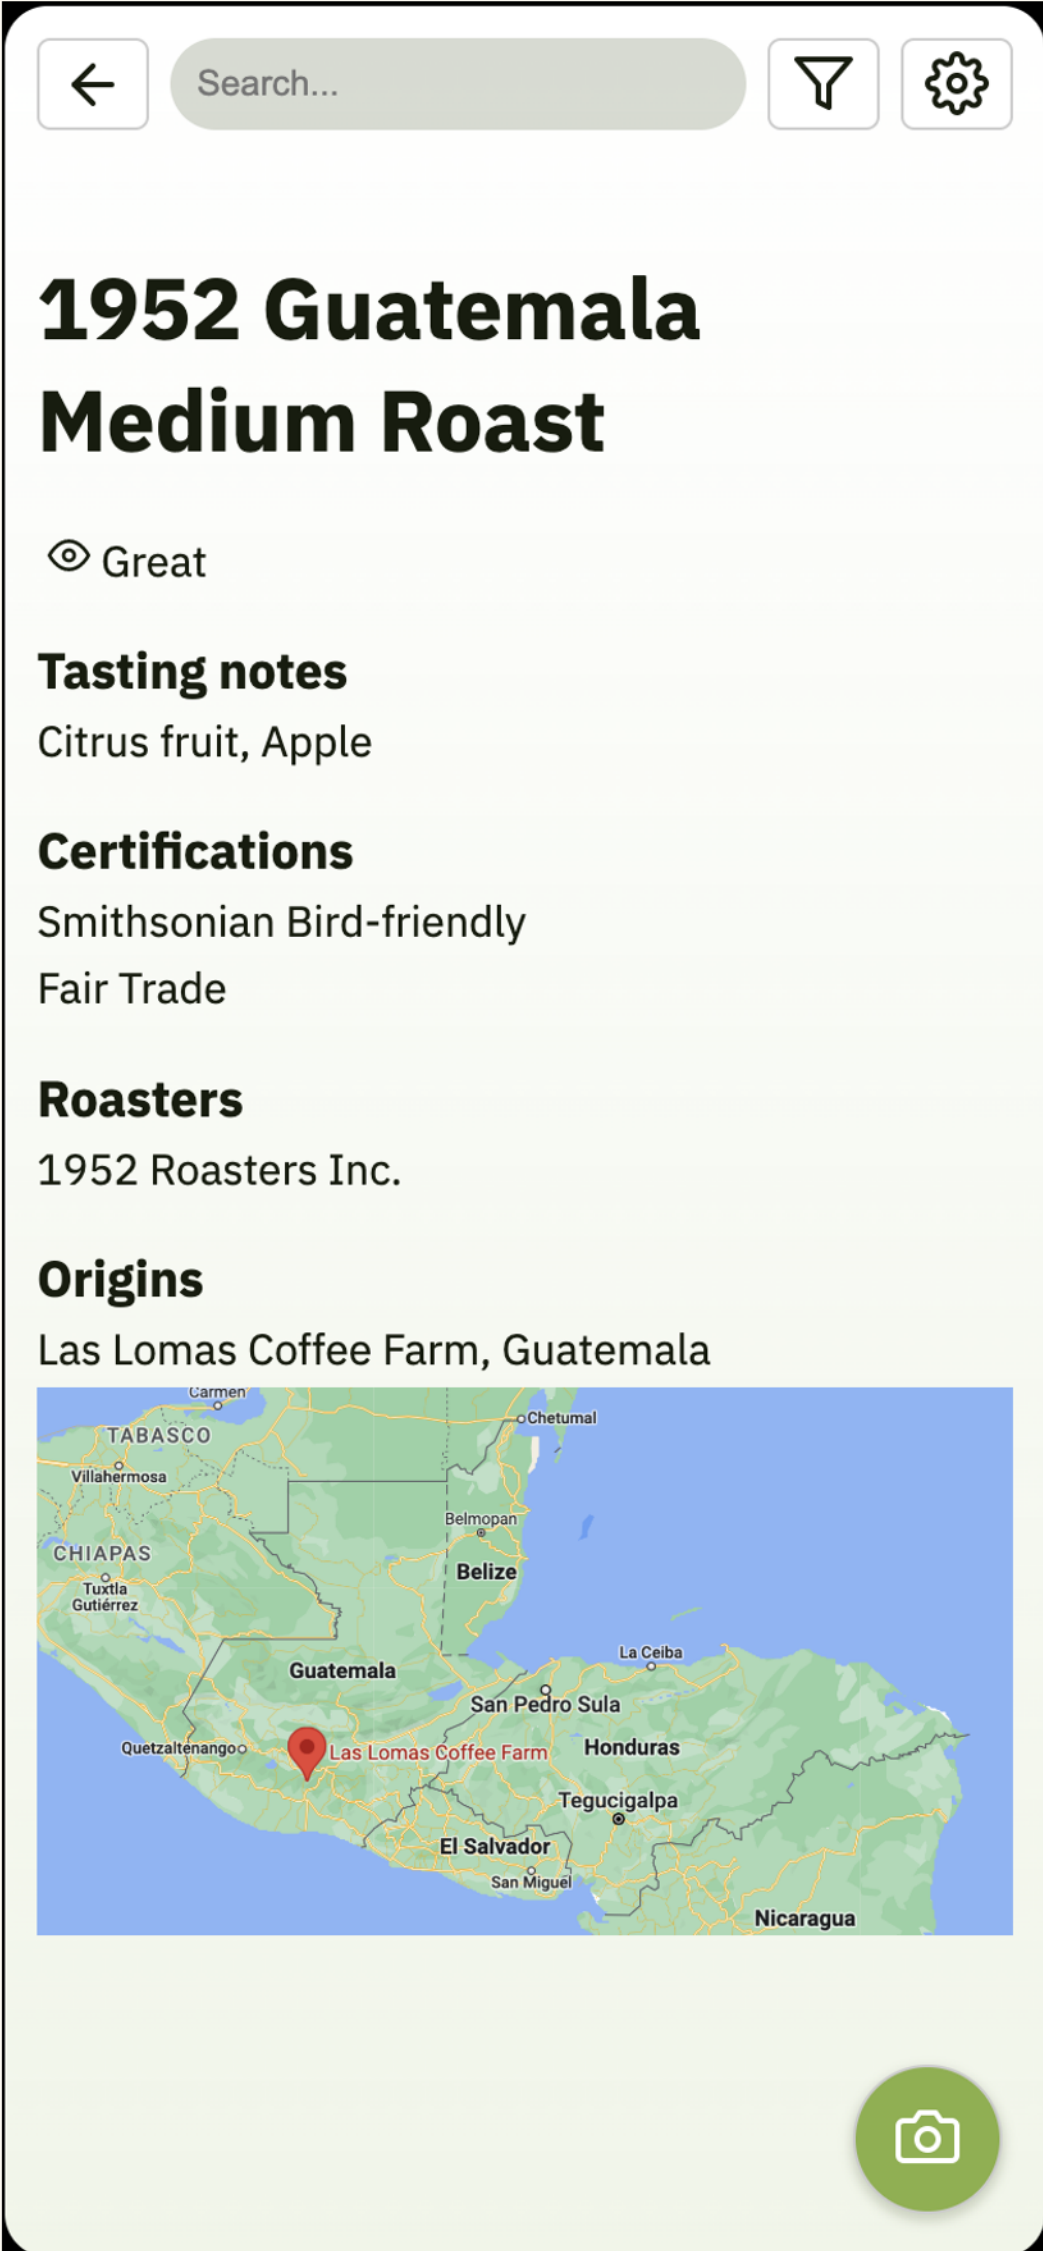 Search...
1952 Guatemala
Medium Roast
Great
Tasting notes
Citrus fruit, Apple
Certifications
Smithsonian Bird-friendly
Fair Trade
Roasters
1952 Roasters Inc.
Origins
Las Lomas Coffee Farm, Guatemala
Carmen
Chetumal
TABASCO
Villahermosa
Belmopan
CHIAPAS
Belize
Tuxtla
Gutiérrez
La Ceiba
Guatemala
San Pedro Sula
Quetzaltenango
Las Lomas Coffee Farm
Honduras
Tegucigalpa
El Salvador
San Miguel
Nicaragua